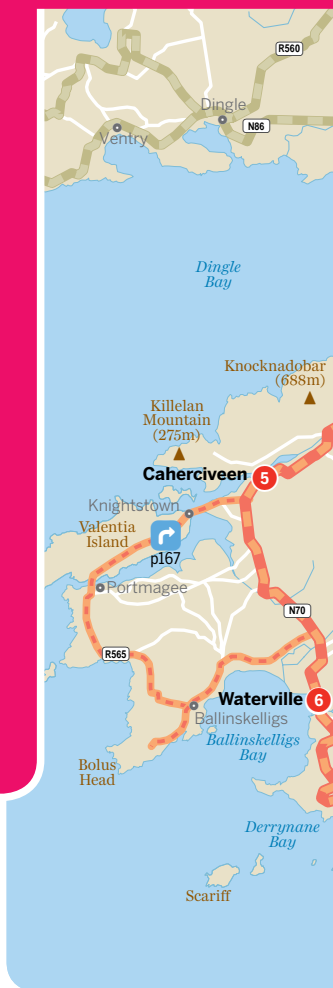 R560
Dingle
N86
Ventry
Dingle
Bay
Knocknadobar
(688m)
Killelan
Mountain
(275m)
Caherciveen 5
Knightstown
Valentia
Island
p167
Portmagee
N70
R565
Waterville 6
Ballinskelligs
Ballinskelligs
Bay
Bolus
Head
Derrynane
Bay
Scariff